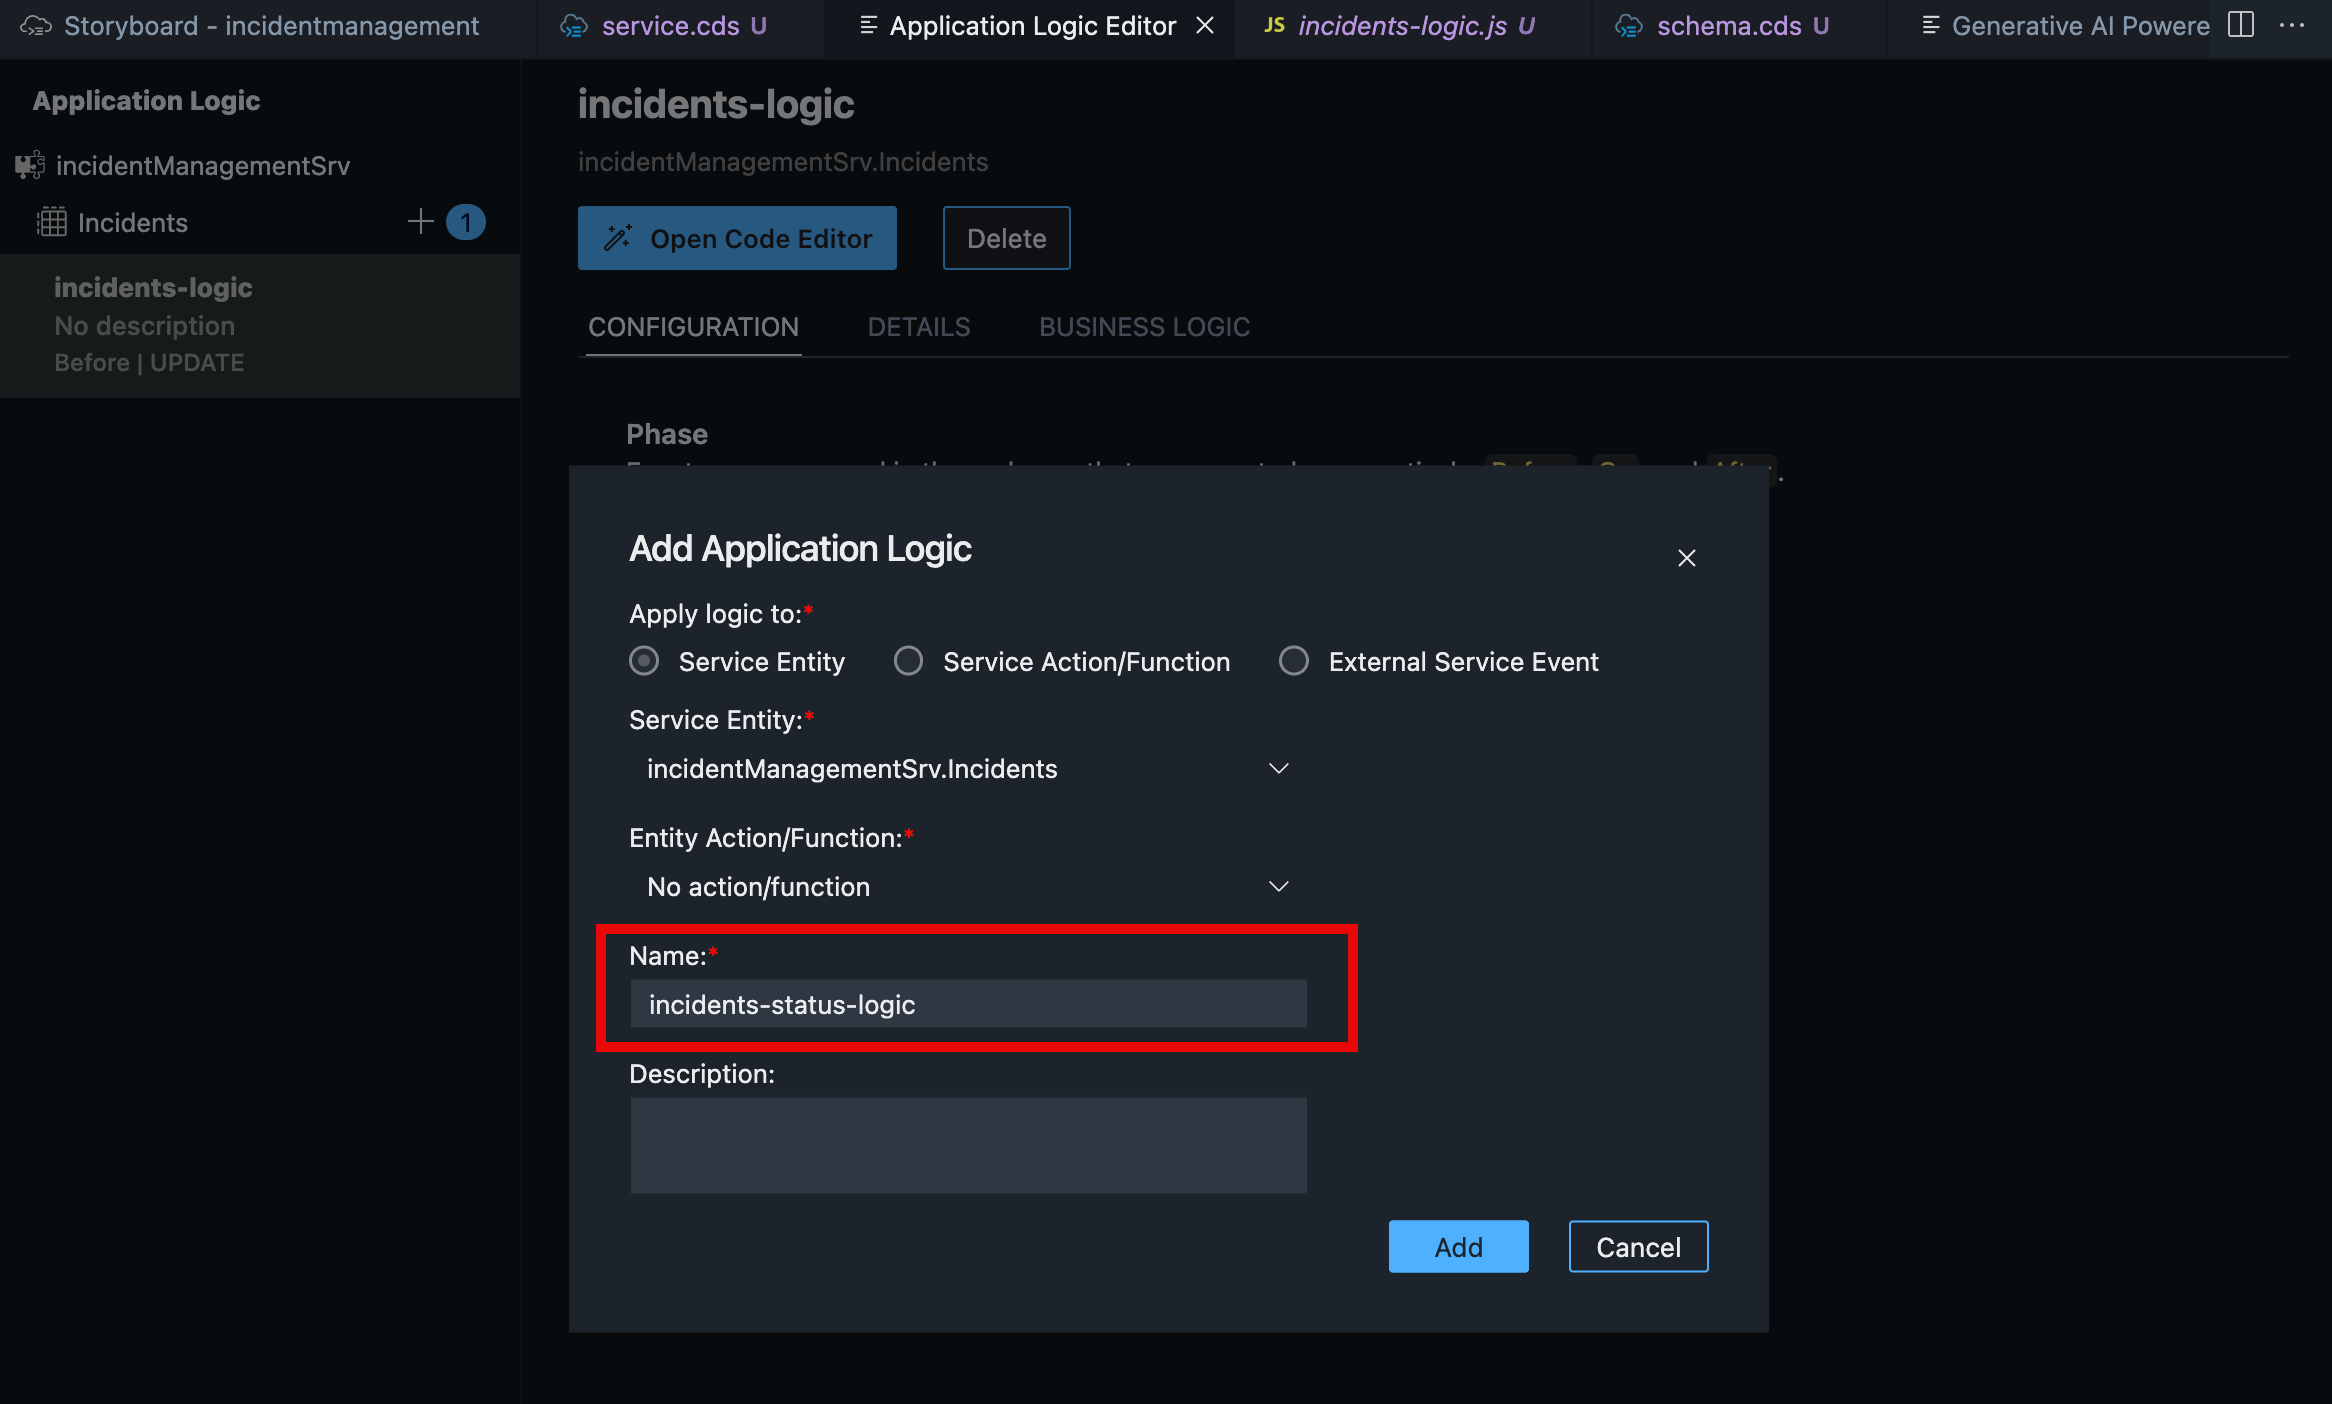 Storyboard - incidentmanagement
service.cds U
Application Logic Editor
JS incidents-logic.js U
schema.cds U
Generative AI Powere
Application Logic
incidentManagementSrv
Incidents
1
incidents-logic
No description
Before | UPDATE
incidents-logic
incidentManagementSrv.Incidents
Open Code Editor
Delete
CONFIGURATION
DETAILS
BUSINESS LOGIC
Phase
Add Application Logic
Apply logic to:*
Service Entity
Service Action/Function
External Service Event
Service Entity:*
incidentManagementSrv.Incidents
Entity Action/Function:*
No action/function
Name:*
incidents-status-logic
Description:
Add
Cancel